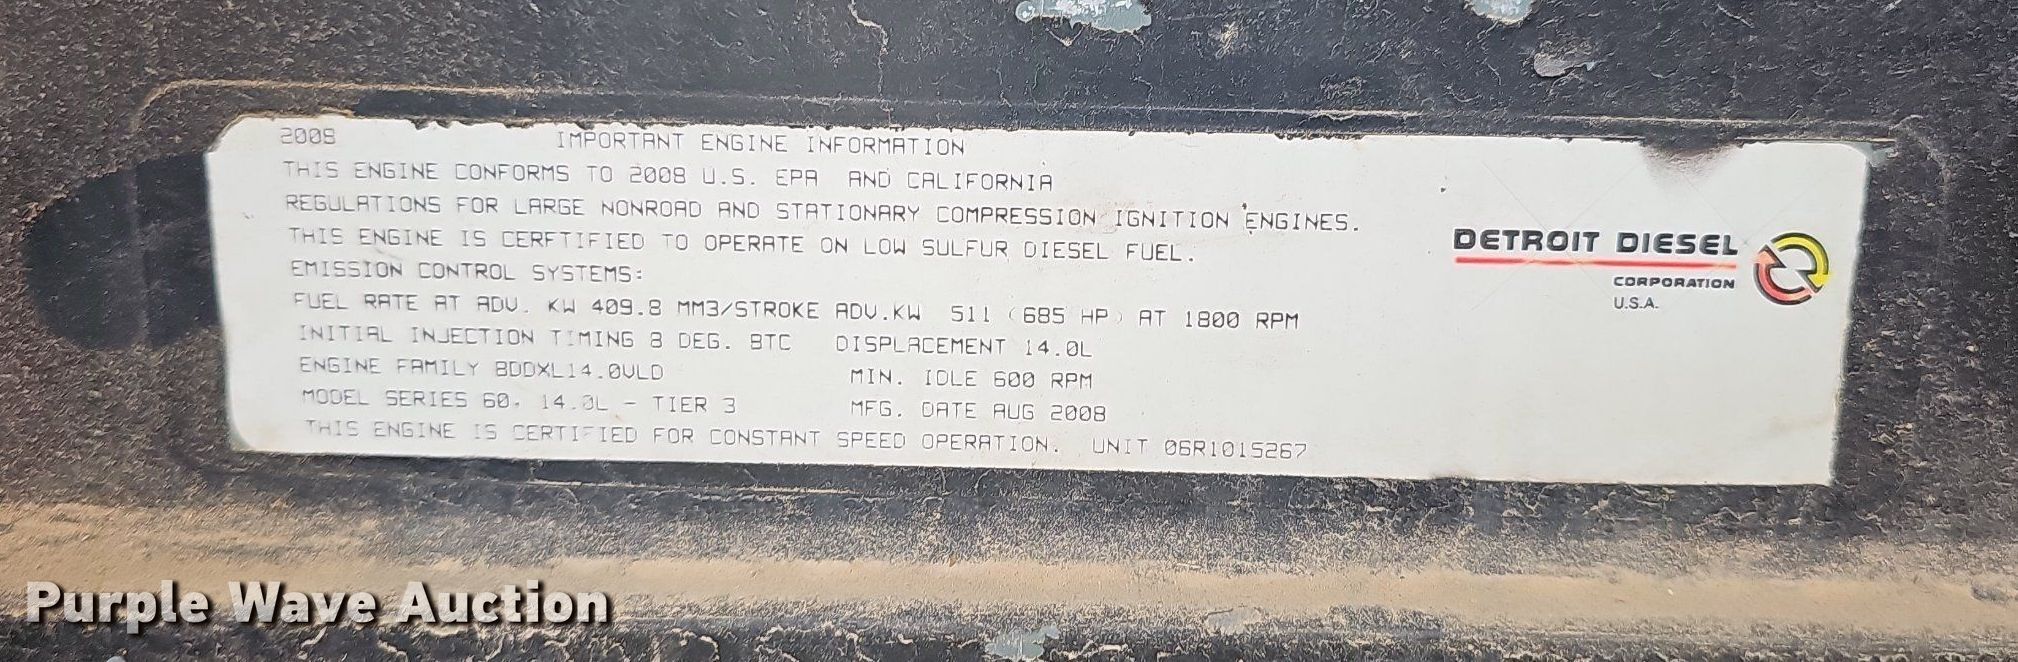 2008 IMPORTANT ENGINE INFORMATION
THIS ENGINE CONFORMS TO 2008 U.S. EPA AND CALIFORNIA
REGULATIONS FOR LARGE NONROAD AND STATIONARY COMPRESSION IGNITION ENGINES.
THIS ENGINE IS CERFTIFIED TO OPERATE ON LOW SULFUR DIESEL FUEL.
EMISSION CONTROL SYSTEMS:
FUEL RATE AT ADV. KW 409.8 MM3/STROKE ADV.KW 511 (685 HP) AT 1800 RPM
INITIAL INJECTION TIMING 8 DEG. BTC DISPLACEMENT 14.0L
ENGINE FAMILY 8DDXL14.0VLD MIN. IDLE 600 RPM
MODEL SERIES 60, 14.0L - TIER 3 MFG. DATE AUG 2008
THIS ENGINE IS CERTIFIED FOR CONSTANT SPEED OPERATION. UNIT 06R1015267
DETROIT DIESEL
CORPORATION
U.S.A.
Purple Wave Auction